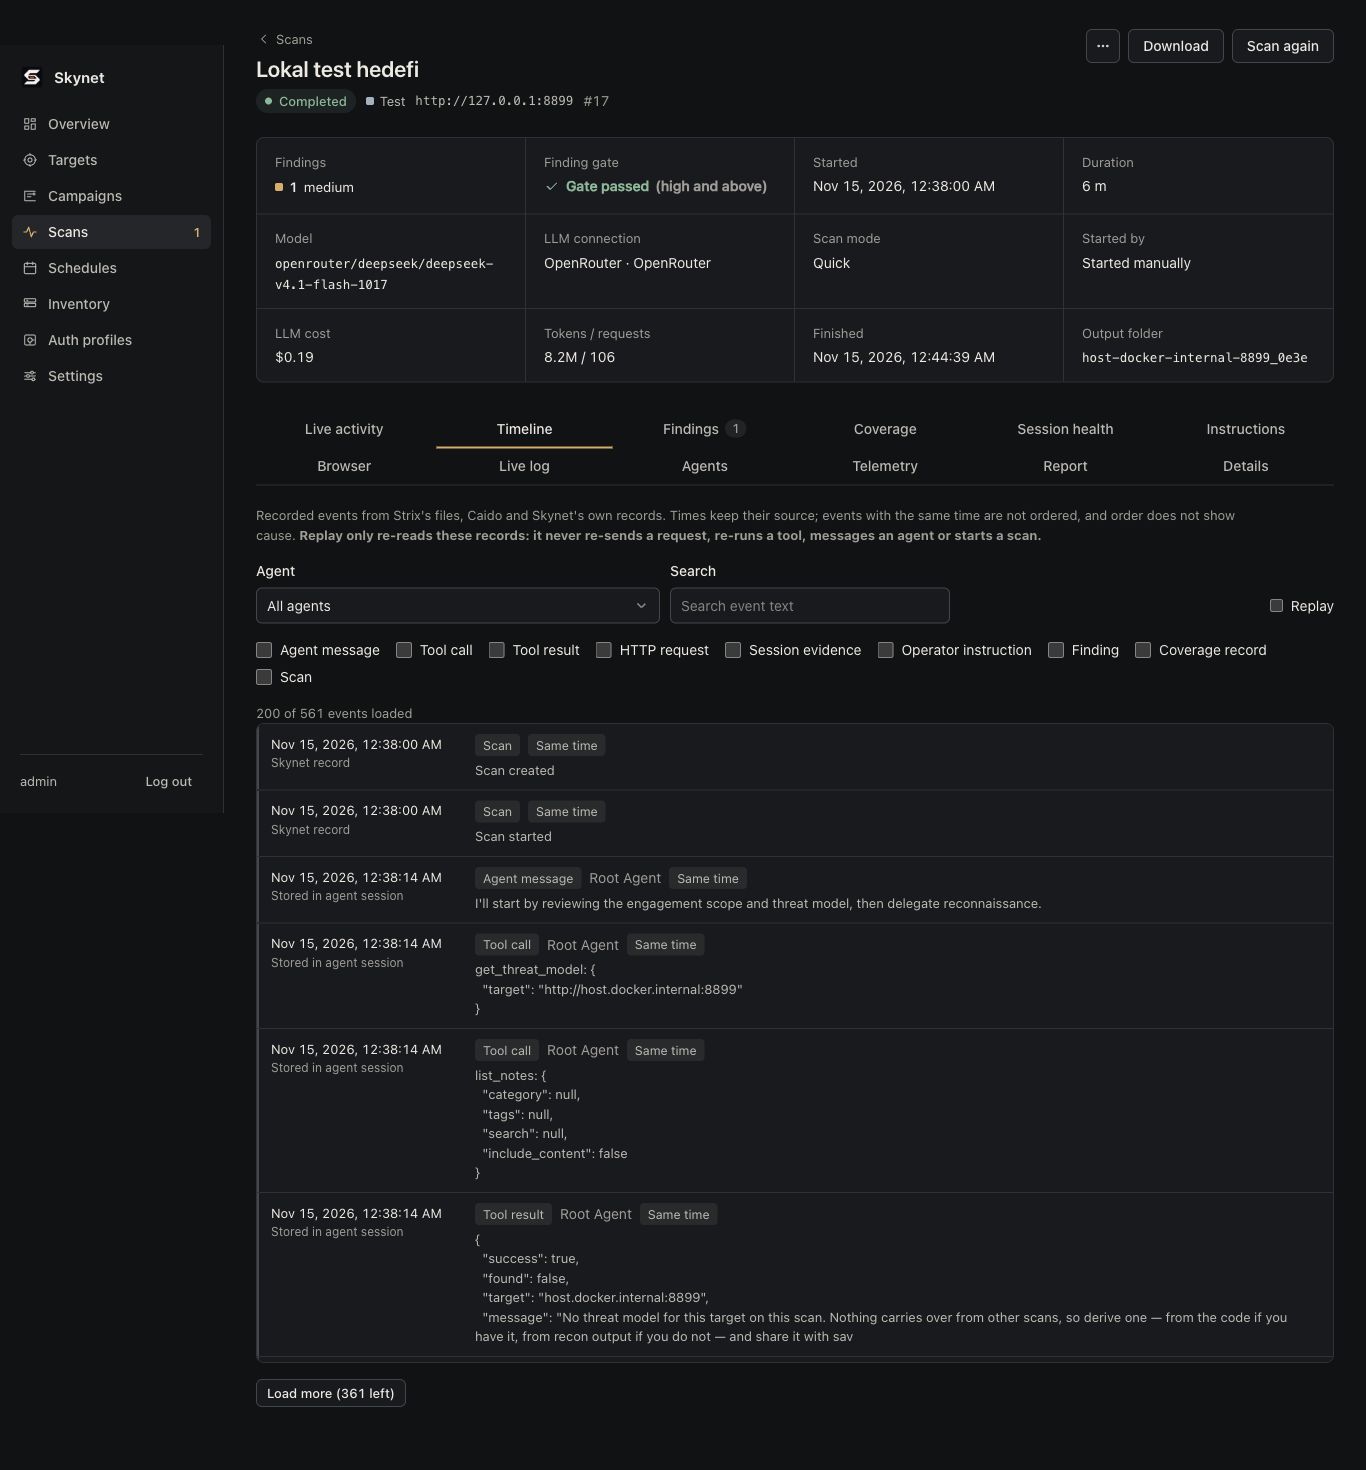 Skynet
Overview
Targets
Campaigns
Scans 1
Schedules
Inventory
Auth profiles
Settings
admin Log out
Scans
Lokal test hedefi
Completed Test http://127.0.0.1:8899 #17
... Download Scan again
Findings
1 medium
Finding gate
Gate passed (high and above)
Started
Nov 15, 2026, 12:38:00 AM
Duration
6 m
Model
openrouter/deepseek/deepseek-
v4.1-flash-1017
LLM connection
OpenRouter · OpenRouter
Scan mode
Quick
Started by
Started manually
LLM cost
$0.19
Tokens / requests
8.2M / 106
Finished
Nov 15, 2026, 12:44:39 AM
Output folder
host-docker-internal-8899_0e3e
Live activity Timeline Findings 1 Coverage Session health Instructions
Browser Live log Agents Telemetry Report Details
Recorded events from Strix's files, Caido and Skynet's own records. Times keep their source; events with the same time are not ordered, and order does not show
cause. Replay only re-reads these records: it never re-sends a request, re-runs a tool, messages an agent or starts a scan.
Agent
All agents
Search
Search event text
Replay
Agent message Tool call Tool result HTTP request Session evidence Operator instruction Finding Coverage record
Scan
200 of 561 events loaded
Nov 15, 2026, 12:38:00 AM
Skynet record
Scan Same time
Scan created
Nov 15, 2026, 12:38:00 AM
Skynet record
Scan Same time
Scan started
Nov 15, 2026, 12:38:14 AM
Stored in agent session
Agent message Root Agent Same time
I'll start by reviewing the engagement scope and threat model, then delegate reconnaissance.
Nov 15, 2026, 12:38:14 AM
Stored in agent session
Tool call Root Agent Same time
get_threat_model: {
"target": "http://host.docker.internal:8899"
}
Nov 15, 2026, 12:38:14 AM
Stored in agent session
Tool call Root Agent Same time
list_notes: {
"category": null,
"tags": null,
"search": null,
"include_content": false
}
Nov 15, 2026, 12:38:14 AM
Stored in agent session
Tool result Root Agent Same time
{
"success": true,
"found": false,
"target": "host.docker.internal:8899",
"message": "No threat model for this target on this scan. Nothing carries over from other scans, so derive one — from the code if you
have it, from recon output if you do not — and share it with sav
Load more (361 left)